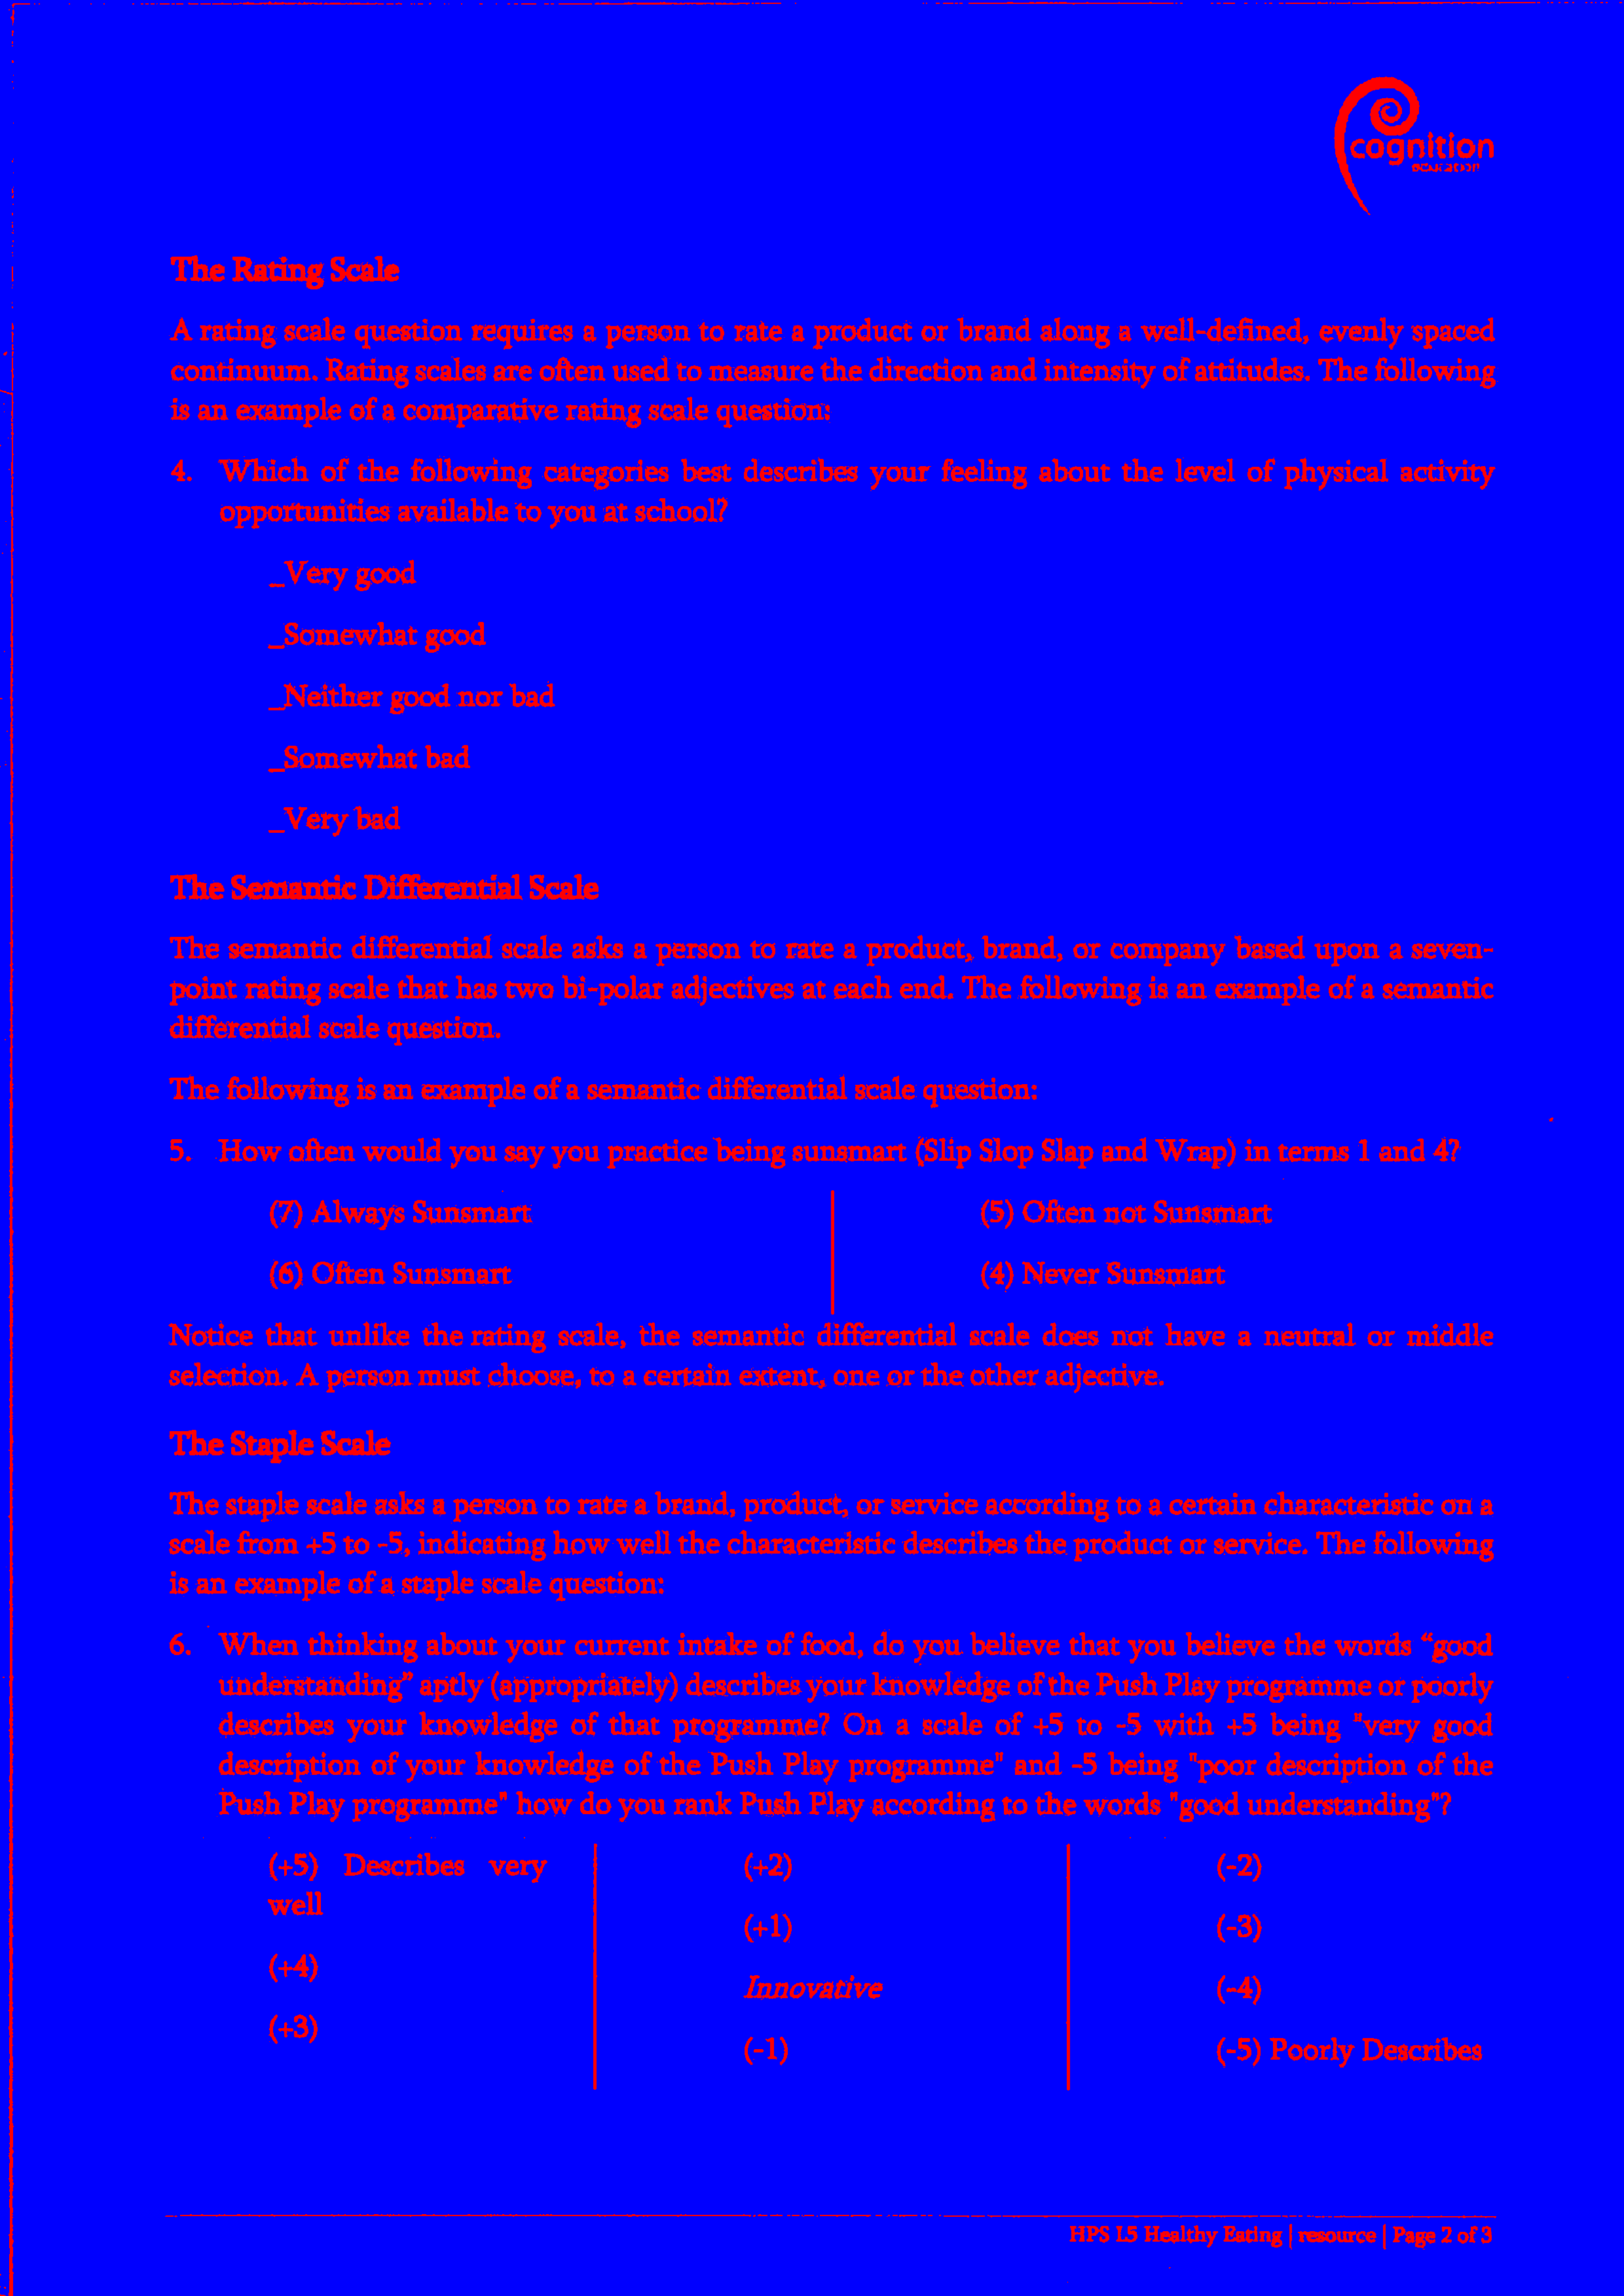 cognition
education
The Rating Scale
A rating scale question requires a person to rate a product or brand along a well-defined, evenly spaced
continuum. Rating scales are often used to measure the direction and intensity of attitudes. The following
is an example of a comparative rating scale question:
4. Which of the following categories best describes your feeling about the level of physical activity
opportunities available to you at school?
_Very good
_Somewhat good
_Neither good nor bad
_Somewhat bad
_Very bad
The Semantic Differential Scale
The semantic differential scale asks a person to rate a product, brand, or company based upon a seven-
point rating scale that has two bi-polar adjectives at each end. The following is an example of a semantic
differential scale question.
The following is an example of a semantic differential scale question:
5. How often would you say you practice being sunsmart (Slip Slop Slap and Wrap) in terms 1 and 4?
(7) Always Sunsmart
(6) Often Sunsmart
(5) Often not Sunsmart
(4) Never Sunsmart
Notice that unlike the rating scale, the semantic differential scale does not have a neutral or middle
selection. A person must choose, to a certain extent, one or the other adjective.
The Staple Scale
The staple scale asks a person to rate a brand, product, or service according to a certain characteristic on a
scale from +5 to -5, indicating how well the characteristic describes the product or service. The following
is an example of a staple scale question:
6. When thinking about your current intake of food, do you believe that you believe the words “good
understanding” aptly (appropriately) describes your knowledge of the Push Play programme or poorly
describes your knowledge of that programme? On a scale of +5 to -5 with +5 being "very good
description of your knowledge of the Push Play programme" and -5 being "poor description of the
Push Play programme" how do you rank Push Play according to the words "good understanding"?
(+5) Describes very
well
(+4)
(+3)
(+2)
(+1)
Innovative
(-1)
(-2)
(-3)
(-4)
(-5) Poorly Describes
HPS L5 Healthy Eating | resource | Page 2 of 3